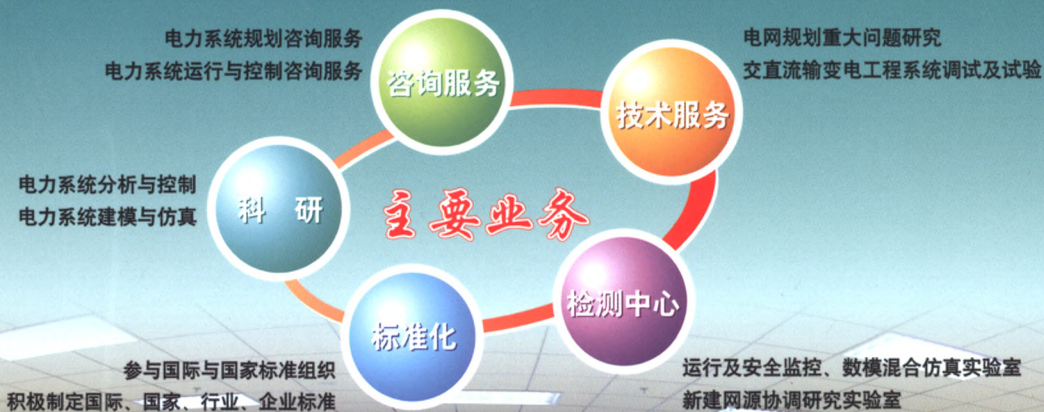 电力系统规划咨询服务
电力系统运行与控制咨询服务
咨询服务
电网规划重大问题研究
交直流输变电工程系统调试及试验
技术服务
电力系统分析与控制
电力系统建模与仿真
科 研
主要业务
检测中心
运行及安全监控、数模混合仿真实验室
新建网源协调研究实验室
标准化
参与国际与国家标准组织
积极制定国际、国家、行业、企业标准